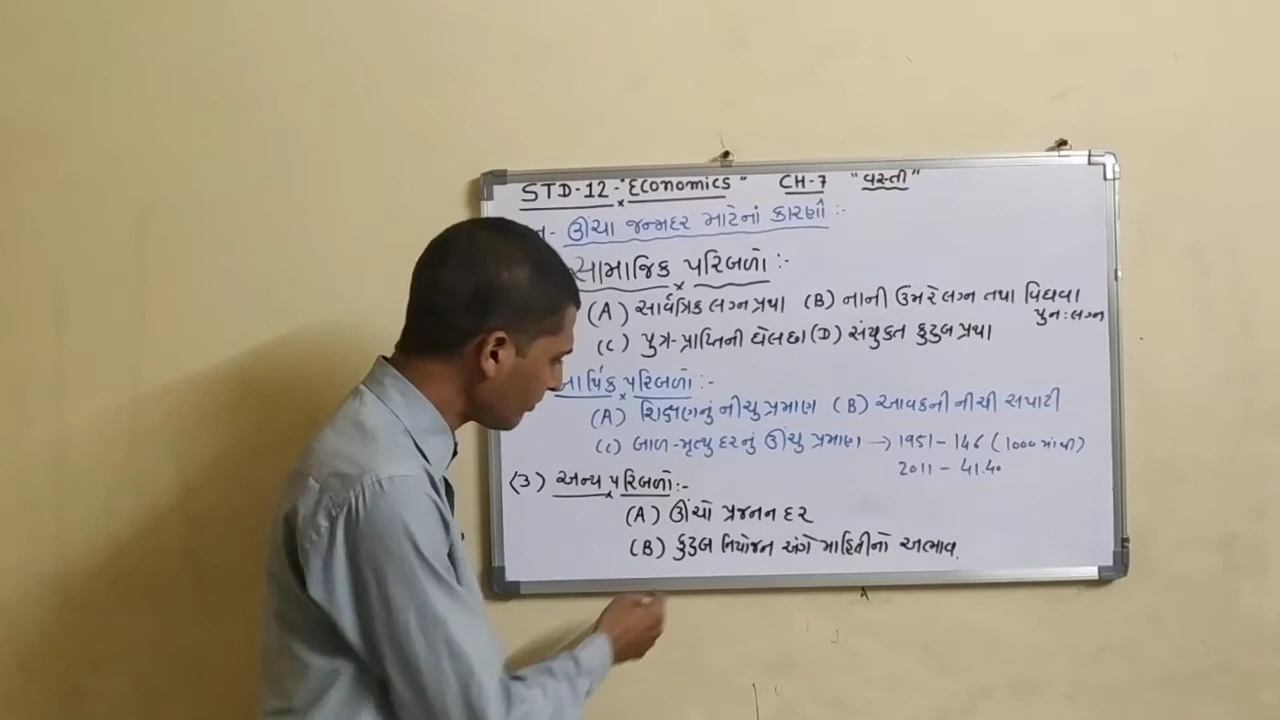 STD-12 - "Economics" CH-7 "વસ્તી"
ઊંચા જન્મદર માટેનાં કારણો :-
સામાજિક પરિબળો :-
(A) સાર્વત્રિક લગ્ન પ્રથા (B) નાની ઉંમરે લગ્ન તથા વિધવા
પુન:લગ્ન
(C) પુત્ર-પ્રાપ્તિની ઘેલછા (D) સંયુક્ત કુટુંબ પ્રથા
આર્થિક પરિબળો :-
(A) શિક્ષણનું નીચુ પ્રમાણ (B) આવકની નીચી સપાટી
(C) બાળ-મૃત્યુ દરનું ઊંચુ પ્રમાણ → 1951 - 146 (1000 માંથી)
2011 - 41.40
(3) અન્ય પરિબળો:-
(A) ઊંચો પ્રજનન દર
(B) કુટુંબ નિયોજન અંગે માહિતીનો અભાવ.